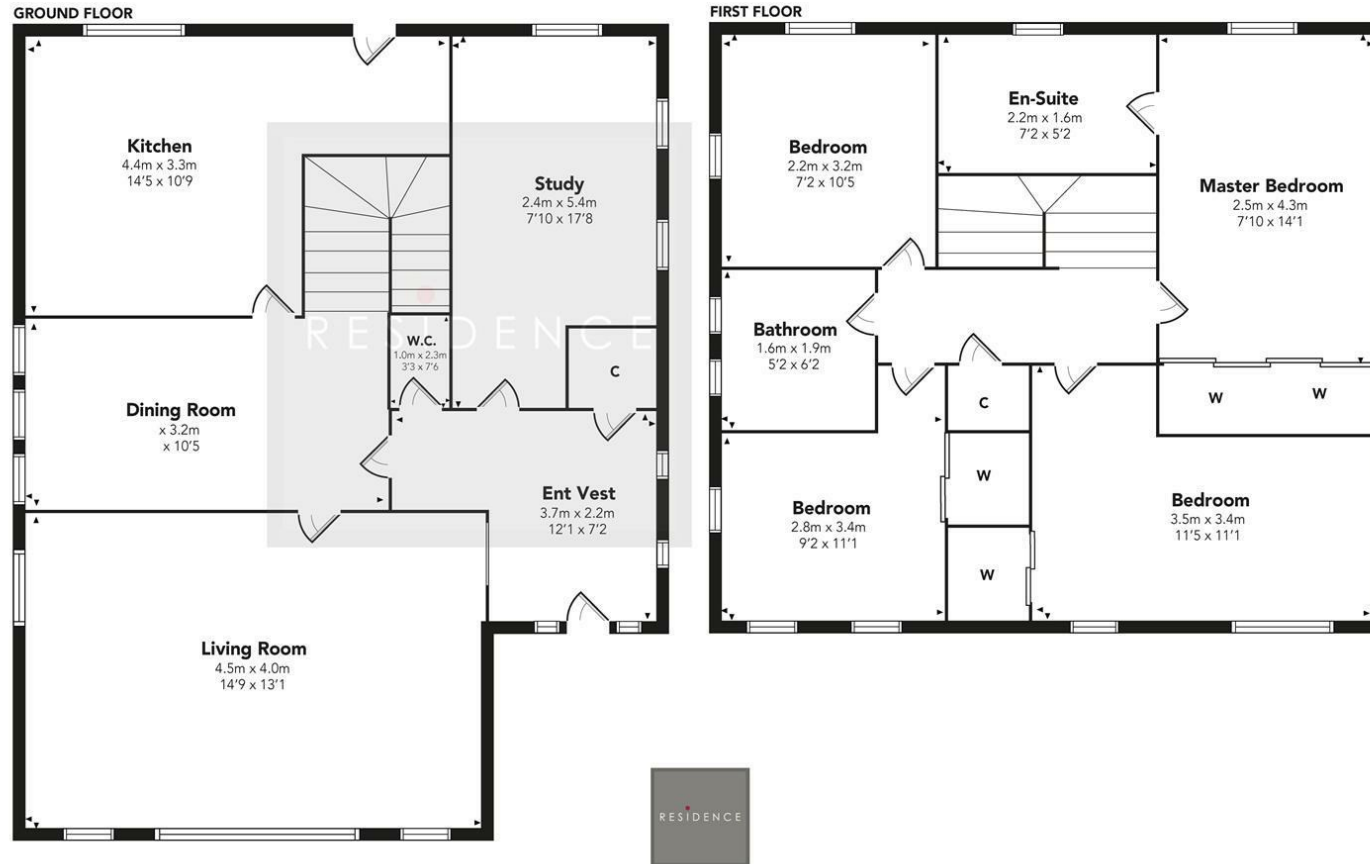 GROUND FLOOR
Kitchen
4.4m x 3.3m
14'5 x 10'9
Study
2.4m x 5.4m
7'10 x 17'8
W.C.
1.0m x 2.3m
3'3 x 7'6
C
Dining Room
x 3.2m
x 10'5
Ent Vest
3.7m x 2.2m
12'1 x 7'2
Living Room
4.5m x 4.0m
14'9 x 13'1
RESIDENCE
FIRST FLOOR
Bedroom
2.2m x 3.2m
7'2 x 10'5
En-Suite
2.2m x 1.6m
7'2 x 5'2
Master Bedroom
2.5m x 4.3m
7'10 x 14'1
Bathroom
1.6m x 1.9m
5'2 x 6'2
C
W
W
W
W
Bedroom
2.8m x 3.4m
9'2 x 11'1
Bedroom
3.5m x 3.4m
11'5 x 11'1
RESIDENCE